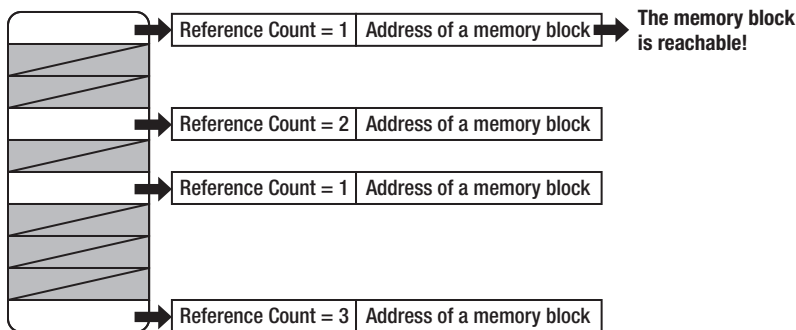 Reference Count = 1 Address of a memory block
The memory block
is reachable!
Reference Count = 2 Address of a memory block
Reference Count = 1 Address of a memory block
Reference Count = 3 Address of a memory block